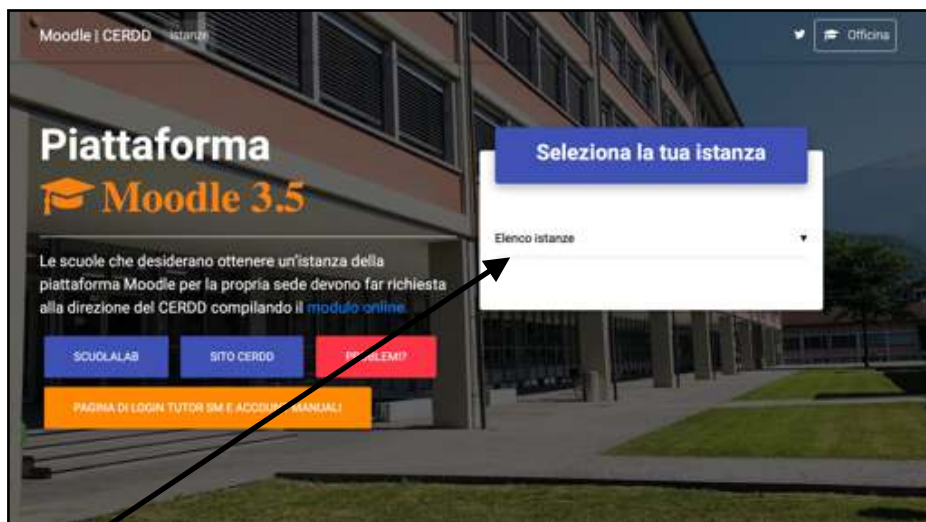 Moodle | CERDD istanze
Officina
Piattaforma
Moodle 3.5
Le scuole che desiderano ottenere un'istanza della
piattaforma Moodle per la propria sede devono far richiesta
alla direzione del CERDD compilando il modulo online.
SCUOLALAB SITO CERDD PROBLEMI?
PAGINA DI LOGIN TUTOR SM E ACCOUNT MANUALI
Seleziona la tua istanza
Elenco istanze